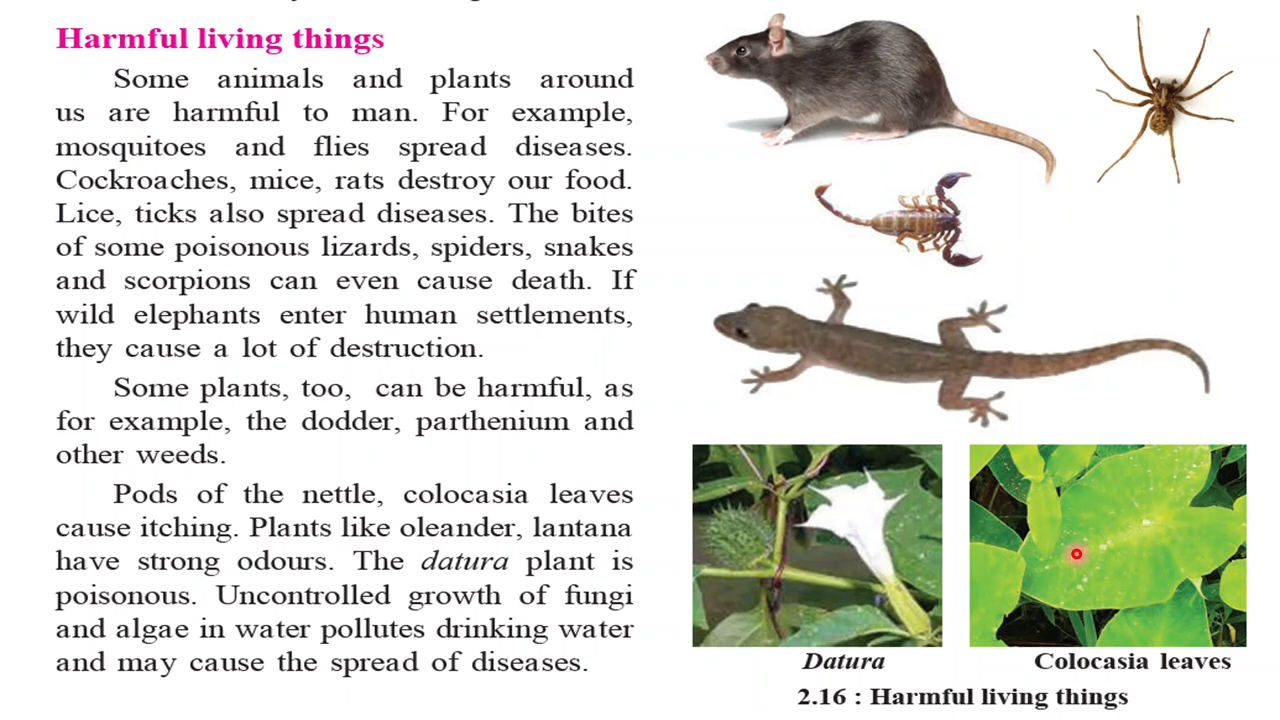 Harmful living things
Some animals and plants around
us are harmful to man. For example,
mosquitoes and flies spread diseases.
Cockroaches, mice, rats destroy our food.
Lice, ticks also spread diseases. The bites
of some poisonous lizards, spiders, snakes
and scorpions can even cause death. If
wild elephants enter human settlements,
they cause a lot of destruction.
Some plants, too, can be harmful, as
for example, the dodder, parthenium and
other weeds.
Pods of the nettle, colocasia leaves
cause itching. Plants like oleander, lantana
have strong odours. The datura plant is
poisonous. Uncontrolled growth of fungi
and algae in water pollutes drinking water
and may cause the spread of diseases.
Datura
Colocasia leaves
2.16 : Harmful living things